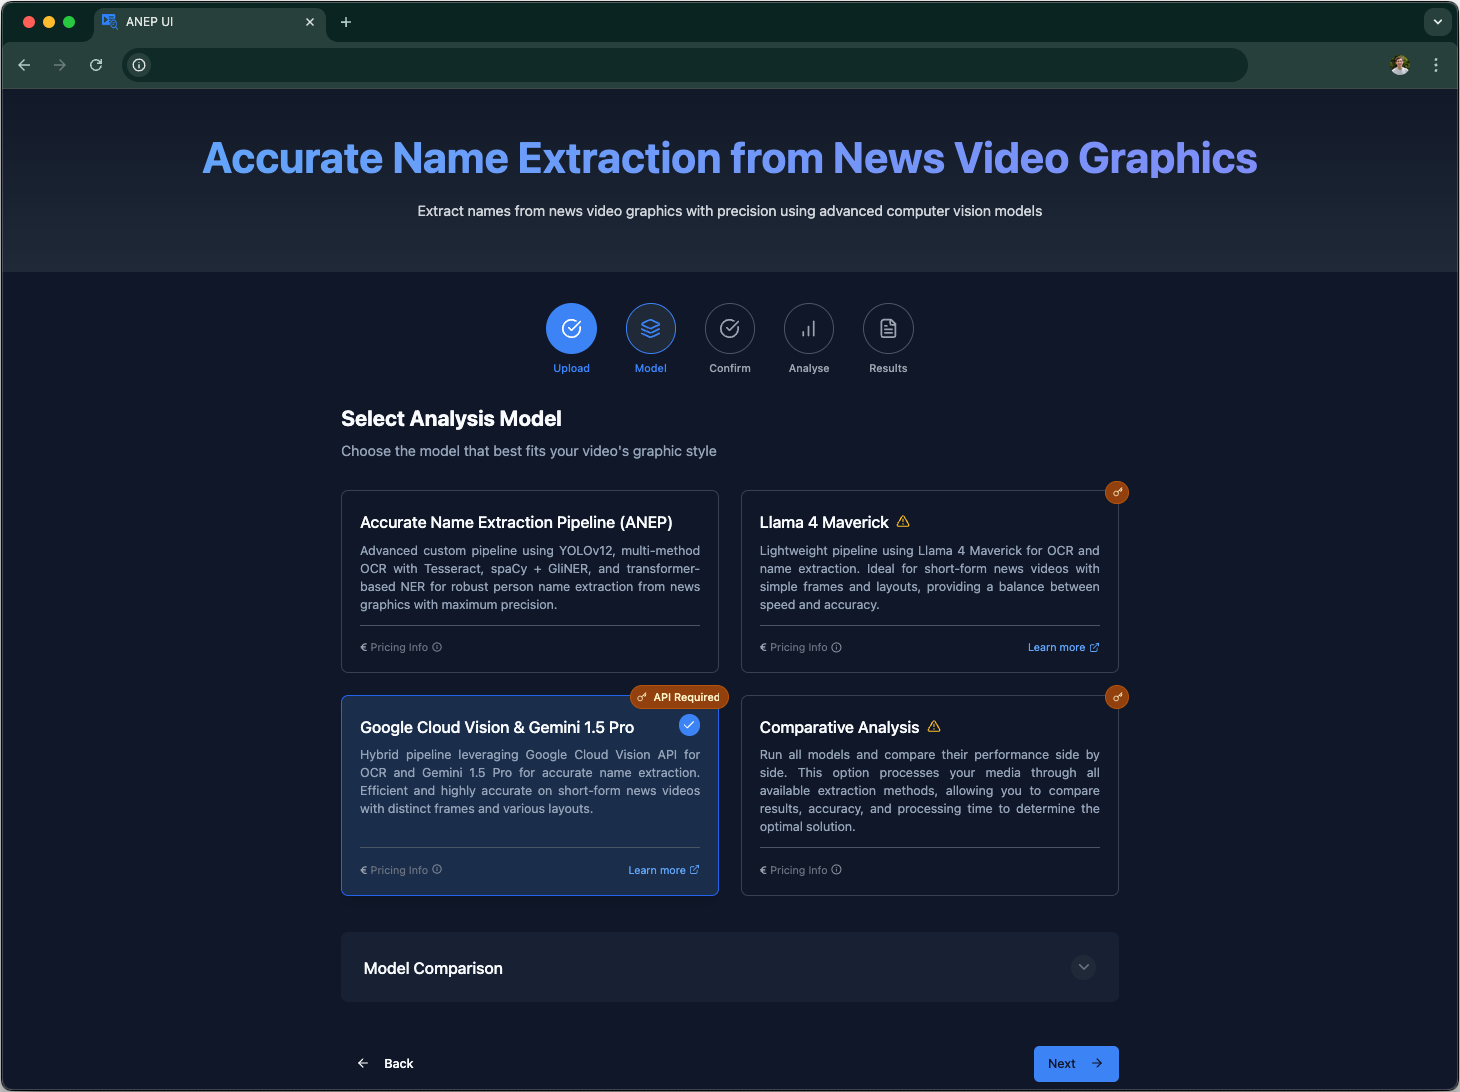 ANEP UI
Accurate Name Extraction from News Video Graphics
Extract names from news video graphics with precision using advanced computer vision models
Upload
Model
Confirm
Analyse
Results
Select Analysis Model
Choose the model that best fits your video's graphic style
Accurate Name Extraction Pipeline (ANEP)
Advanced custom pipeline using YOLOv12, multi-method
OCR with Tesseract, spaCy + GliNER, and transformer-
based NER for robust person name extraction from news
graphics with maximum precision.
€ Pricing Info
Llama 4 Maverick
Lightweight pipeline using Llama 4 Maverick for OCR and
name extraction. Ideal for short-form news videos with
simple frames and layouts, providing a balance between
speed and accuracy.
€ Pricing Info
Learn more
API Required
Google Cloud Vision & Gemini 1.5 Pro
Hybrid pipeline leveraging Google Cloud Vision API for
OCR and Gemini 1.5 Pro for accurate name extraction.
Efficient and highly accurate on short-form news videos
with distinct frames and various layouts.
€ Pricing Info
Learn more
Comparative Analysis
Run all models and compare their performance side by
side. This option processes your media through all
available extraction methods, allowing you to compare
results, accuracy, and processing time to determine the
optimal solution.
€ Pricing Info
Model Comparison
Back
Next